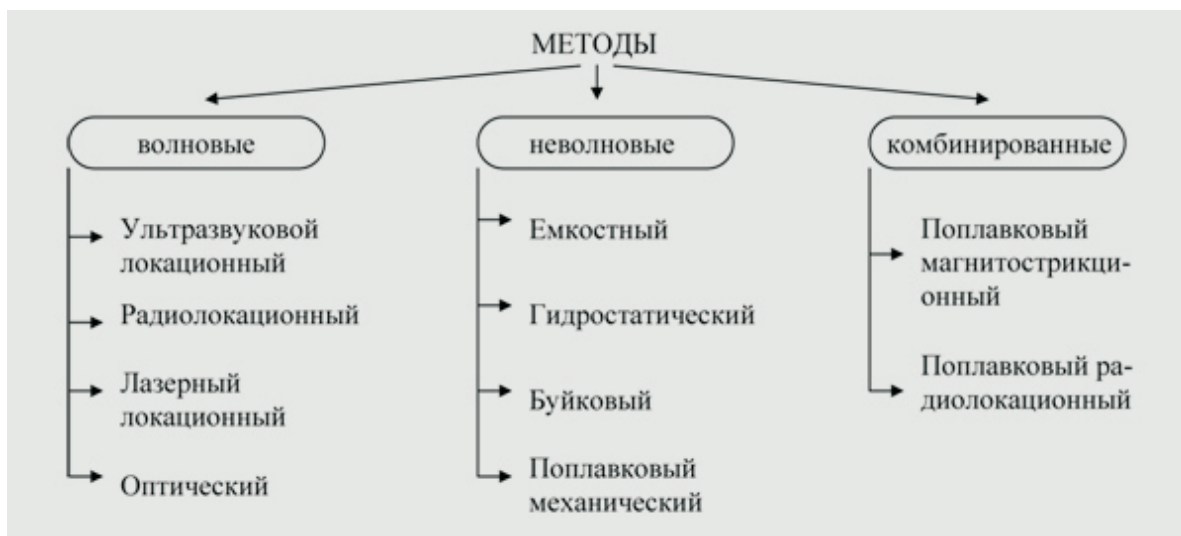 МЕТОДЫ
волновые
Ультразвуковой
локационный
Радиолокационный
Лазерный
локационный
Оптический
неволновые
Емкостный
Гидростатический
Буйковый
Поплавковый
механический
комбинированные
Поплавковый
магнитострикци-
онный
Поплавковый ра-
диолокационный